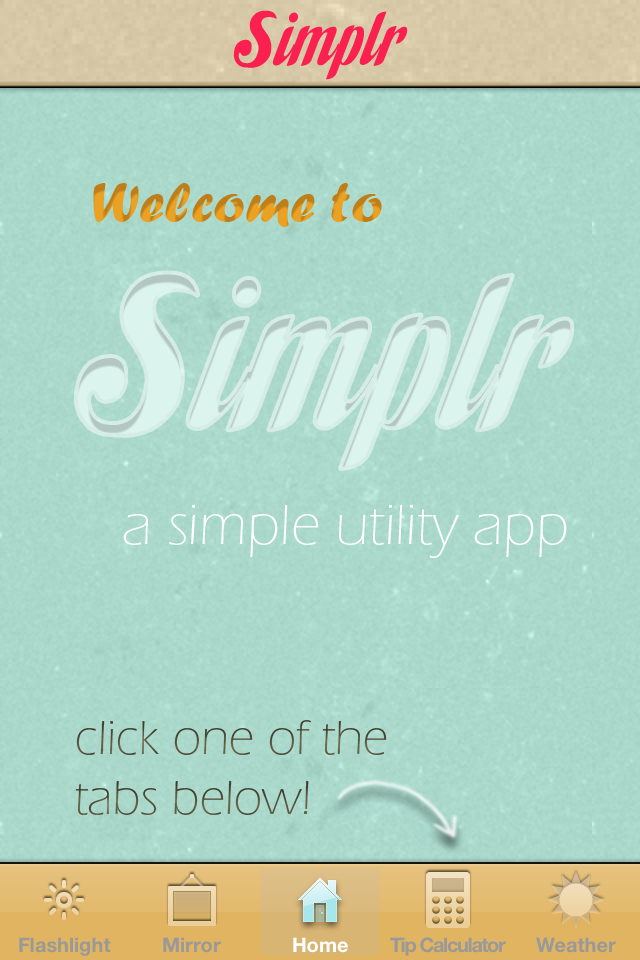 Simplr
Welcome to
Simplr
a simple utility app
click one of the
tabs below!
Flashlight Mirror Home Tip Calculator Weather